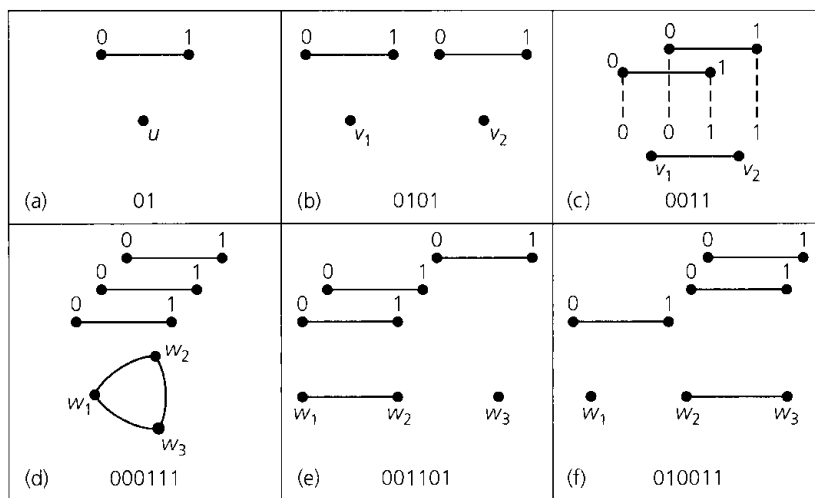 0 1
u
(a) 01
0 1 0 1
v1 v2
(b) 0101
0 1
0 1
0 0 1 1
v1 v2
(c) 0011
0 1
0 1
0 1
w2
w1
w3
(d) 000111
0 1
0 1
0 1
w1 w2 w3
(e) 001101
0 1
0 1
0 1
w1 w2 w3
(f) 010011